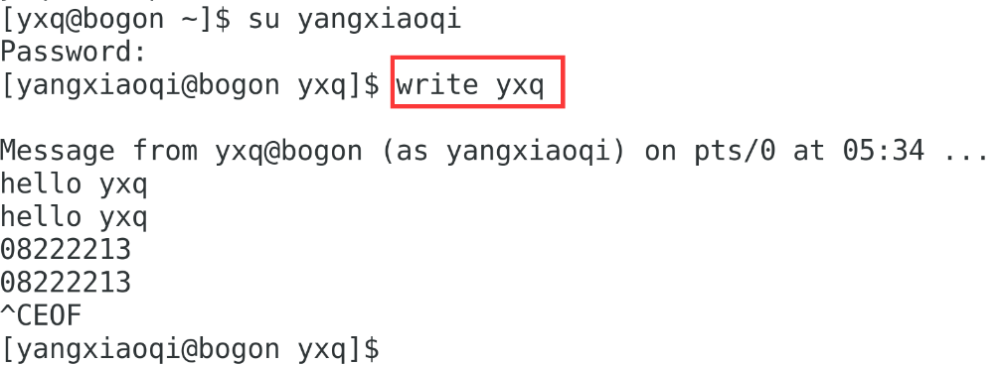 [yxq@bogon ~]$ su yangxiaoqi
Password:
[yangxiaoqi@bogon yxq]$ write yxq
Message from yxq@bogon (as yangxiaoqi) on pts/0 at 05:34 ...
hello yxq
hello yxq
08222213
08222213
^CEOF
[yangxiaoqi@bogon yxq]$